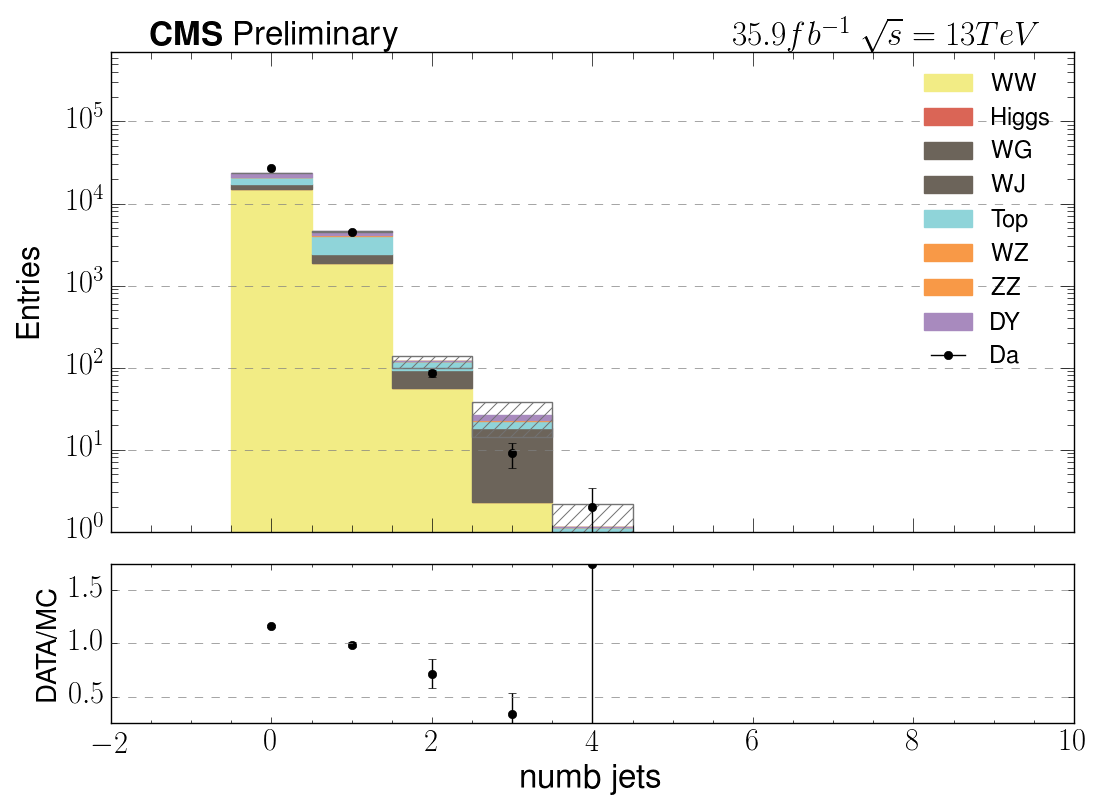 CMS Preliminary
35.9fb⁻¹ √s = 13TeV
Entries
10⁵
10⁴
10³
10²
10¹
10⁰
WW
Higgs
WG
WJ
Top
WZ
ZZ
DY
Da
DATA/MC
1.5
1.0
0.5
−2 0 2 4 6 8 10
numb jets